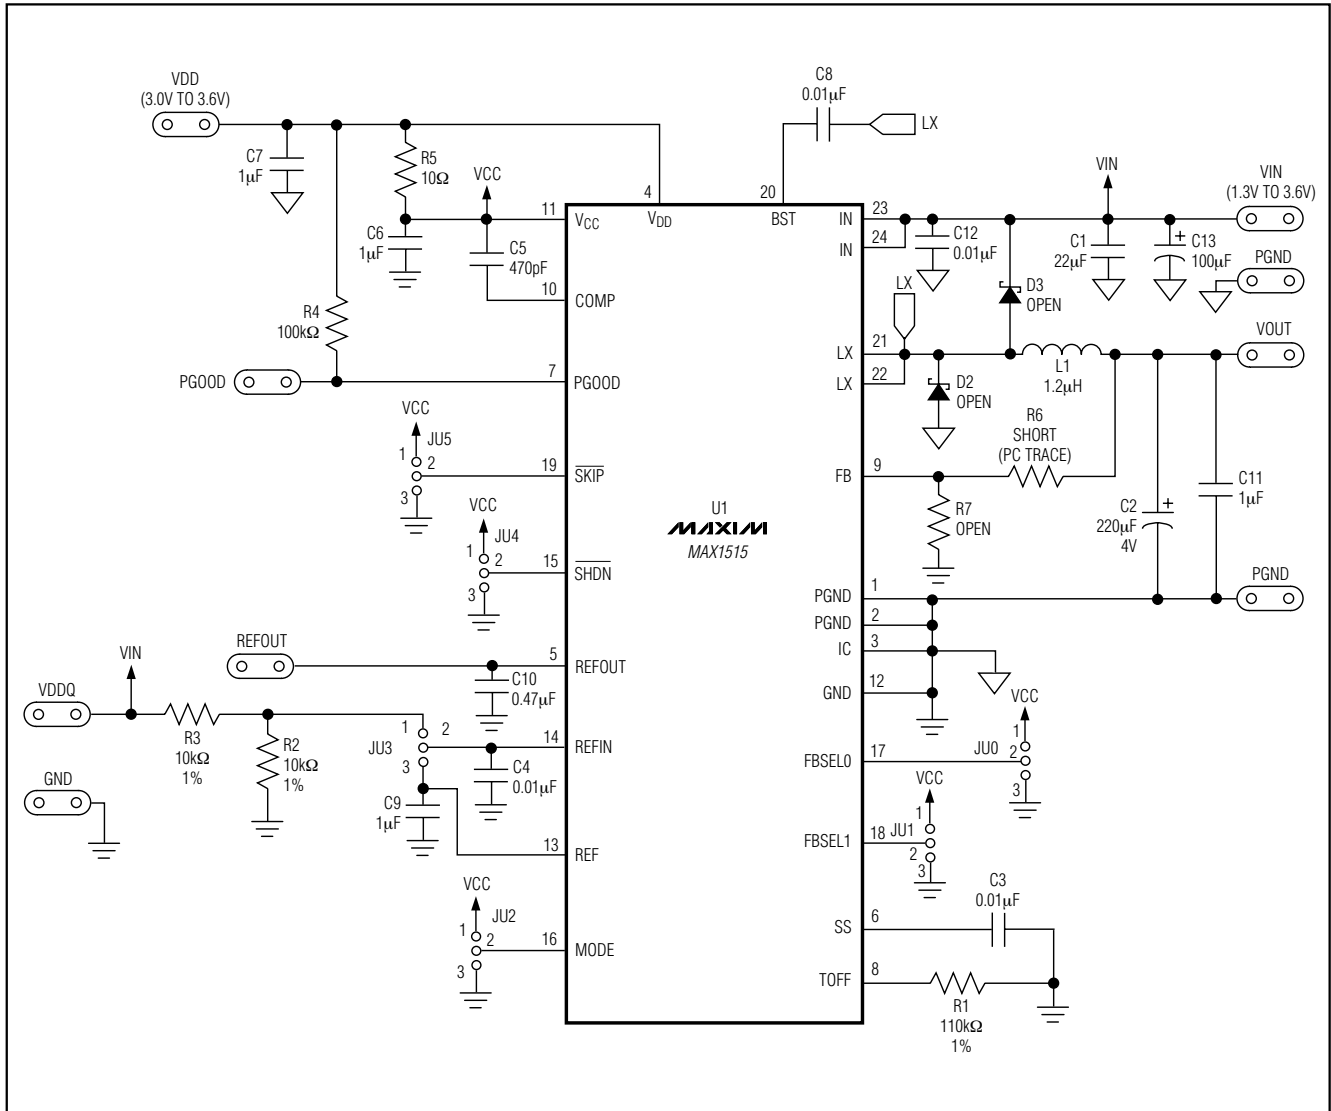 VDD
(3.0V TO 3.6V)
C7
1µF
R5
10Ω
VCC
C6
1µF
C5
470pF
R4
100kΩ
PGOOD
VCC
JU5
1
2
3
VCC
JU4
1
2
3
REFOUT
C10
0.47µF
VIN
VDDQ
R3
10kΩ
1%
R2
10kΩ
1%
GND
JU3
1
2
3
C4
0.01µF
C9
1µF
VCC
JU2
1
2
3
11
VCC
4
VDD
20
BST
10
COMP
7
PGOOD
19
SKIP
15
SHDN
5
REFOUT
14
REFIN
13
REF
16
MODE
U1
MAXIM
MAX1515
C8
0.01µF
LX
IN
23
IN
24
LX
21
LX
22
FB
9
PGND
1
PGND
2
IC
3
GND
12
FBSEL0
17
FBSEL1
18
SS
6
TOFF
8
C12
0.01µF
VIN
VIN
(1.3V TO 3.6V)
C1
22µF
+
C13
100µF
PGND
D3
OPEN
LX
VOUT
L1
1.2µH
D2
OPEN
R6
SHORT
(PC TRACE)
R7
OPEN
C2
220µF
4V
+
C11
1µF
PGND
VCC
JU0
1
2
3
VCC
JU1
1
2
3
C3
0.01µF
R1
110kΩ
1%